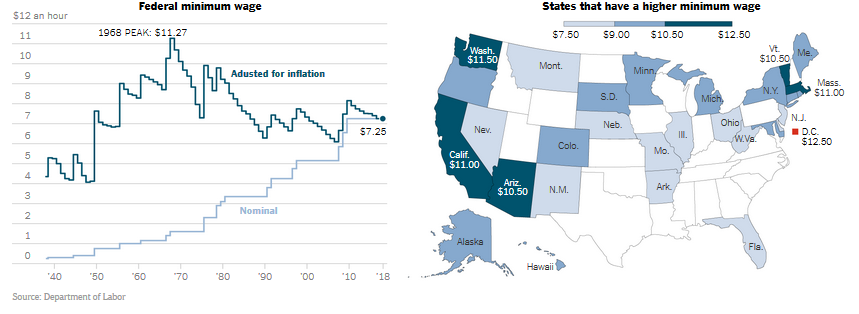 Federal minimum wage
$12 an hour
11
10
9
8
7
6
5
4
3
2
1
0
1968 PEAK: $11.27
Adusted for inflation
$7.25
Nominal
'40
'50
'60
'70
'80
'90
'00
'10
'18
Source: Department of Labor
States that have a higher minimum wage
$7.50
$9.00
$10.50
$12.50
Wash.
$11.50
Mont.
Minn.
Vt.
$10.50
Me.
S.D.
Mich.
N.Y.
Mass.
$11.00
Nev.
Neb.
Ill.
Ohio
N.J.
D.C.
$12.50
Calif.
$11.00
Colo.
Mo.
W.Va.
Ariz.
$10.50
N.M.
Ark.
Alaska
Hawaii
Fla.